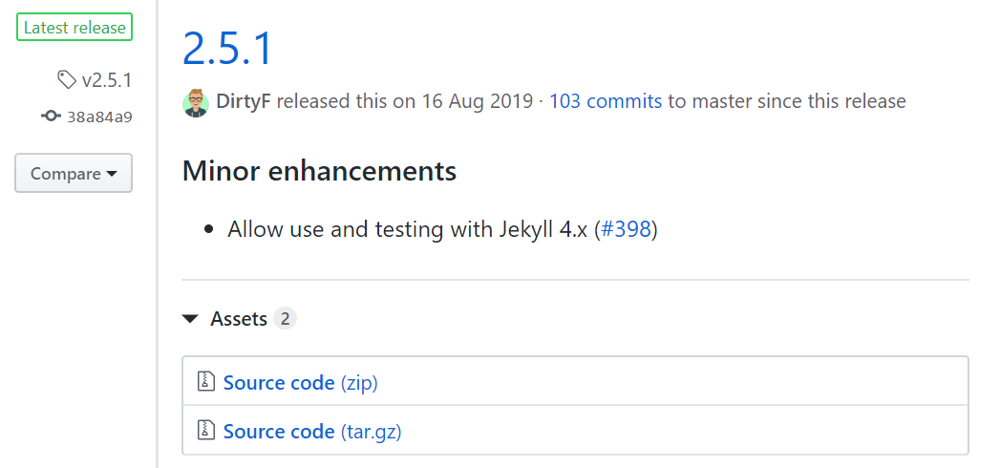 Latest release
v2.5.1
38a84a9
Compare
2.5.1
DirtyF released this on 16 Aug 2019 · 103 commits to master since this release
Minor enhancements
• Allow use and testing with Jekyll 4.x (#398)
Assets 2
Source code (zip)
Source code (tar.gz)